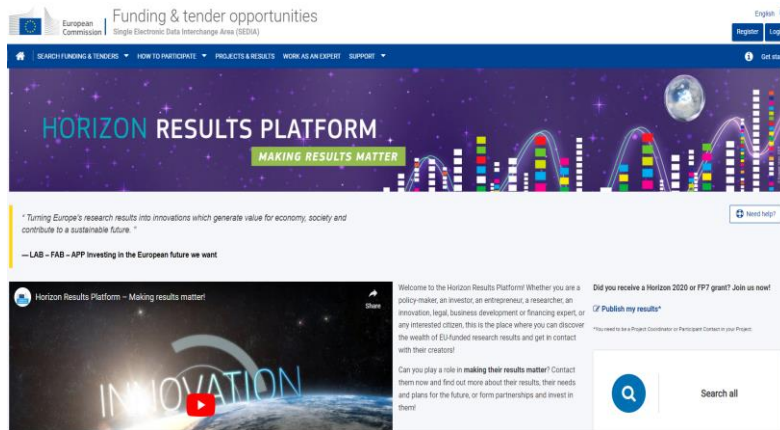 European
Commission
Funding & tender opportunities
Single Electronic Data Interchange Area (SEDIA)
English
Register
Log
SEARCH FUNDING & TENDERS
HOW TO PARTICIPATE
PROJECTS & RESULTS
WORK AS AN EXPERT
SUPPORT
Get sta
HORIZON RESULTS PLATFORM
MAKING RESULTS MATTER
" Turning Europe's research results into innovations which generate value for economy, society and
contribute to a sustainable future. "
— LAB – FAB – APP Investing in the European future we want
Need help?
Horizon Results Platform – Making results matter!
Share
INNOVATION
Welcome to the Horizon Results Platform! Whether you are a
policy-maker, an investor, an entrepreneur, a researcher, an
innovation, legal, business development or financing expert, or
any interested citizen, this is the place where you can discover
the wealth of EU-funded research results and get in contact
with their creators!
Can you play a role in making their results matter? Contact
them now and find out more about their results, their needs
and plans for the future, or form partnerships and invest in
them!
Did you receive a Horizon 2020 or FP7 grant? Join us now!
Publish my results*
*You need to be a Project Coordinator or Participant Contact in your Project.
Search all